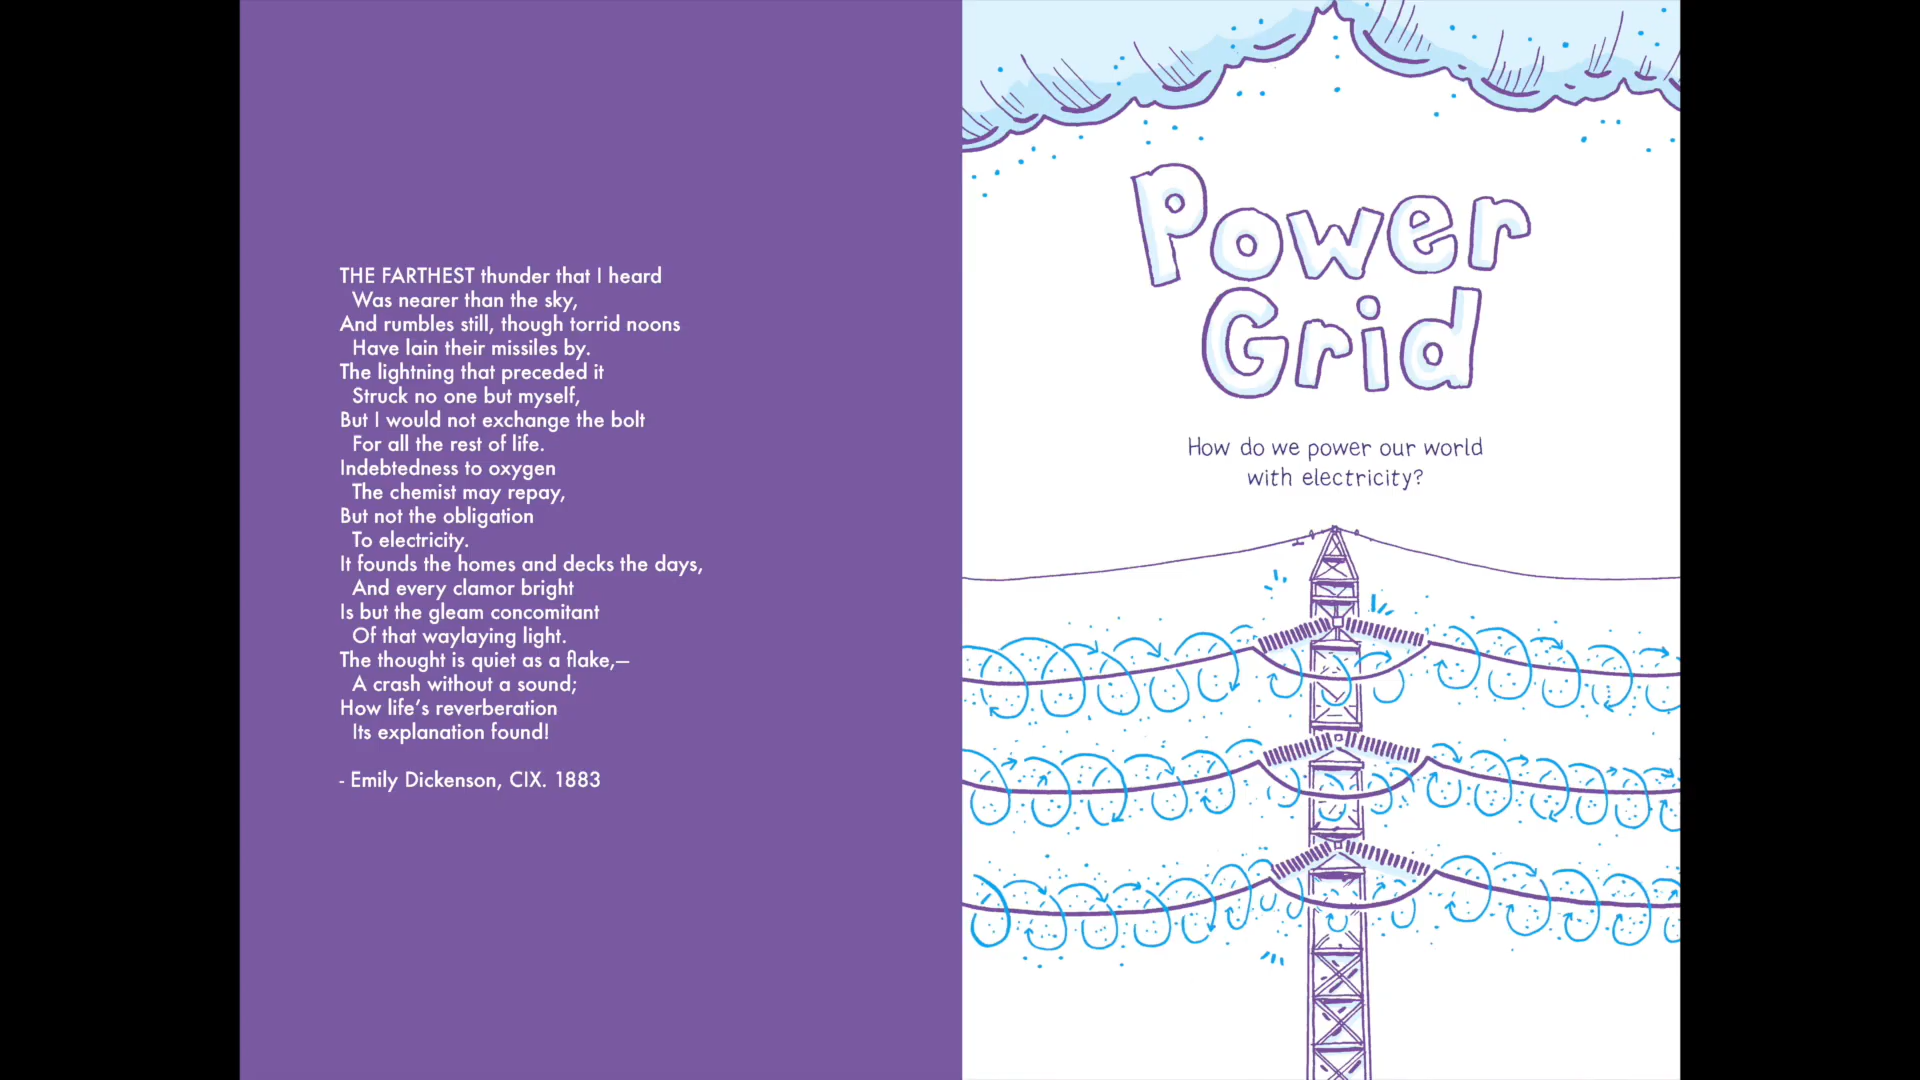 THE FARTHEST thunder that I heard
Was nearer than the sky,
And rumbles still, though torrid noons
Have lain their missiles by.
The lightning that preceded it
Struck no one but myself,
But I would not exchange the bolt
For all the rest of life.
Indebtedness to oxygen
The chemist may repay,
But not the obligation
To electricity.
It founds the homes and decks the days,
And every clamor bright
Is but the gleam concomitant
Of that waylaying light.
The thought is quiet as a flake,—
A crash without a sound;
How life's reverberation
Its explanation found!
- Emily Dickenson, CIX. 1883
Power
Grid
How do we power our world
with electricity?